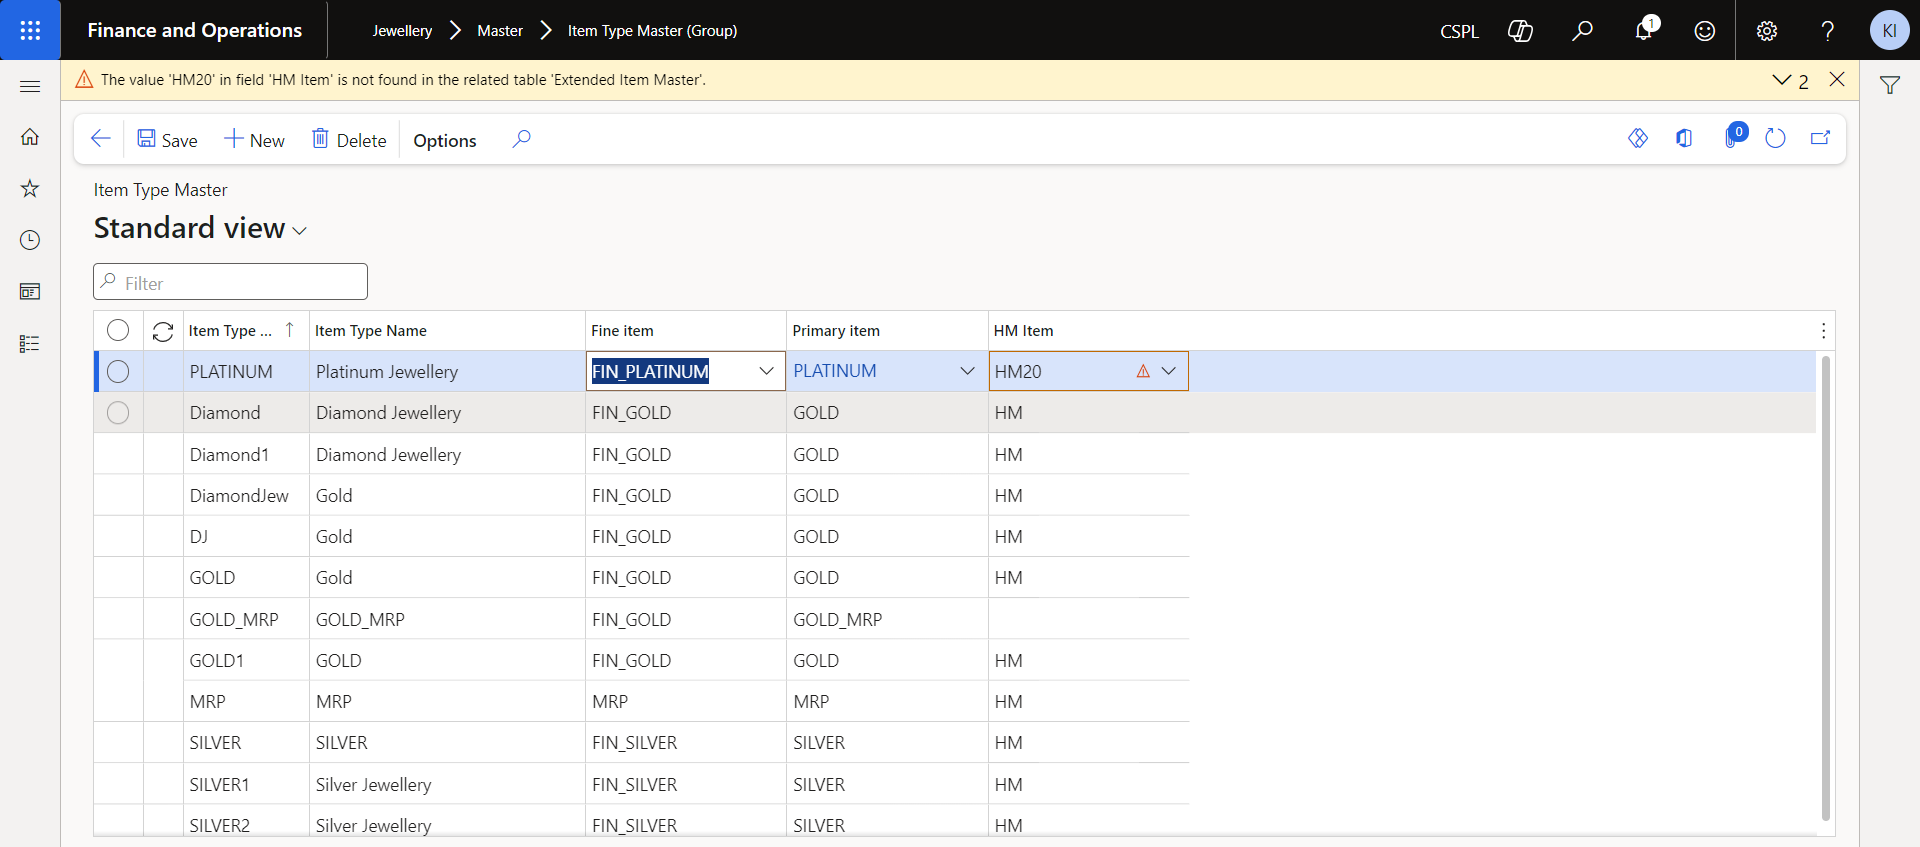 Finance and Operations
Jewellery Master Item Type Master (Group)
CSPL
1
?
KI
The value 'HM20' in field 'HM Item' is not found in the related table 'Extended Item Master'.
2
Save New Delete Options
0
Item Type Master
Standard view
Filter
Item Type ... ↑ Item Type Name Fine item Primary item HM Item
PLATINUM Platinum Jewellery FIN_PLATINUM PLATINUM HM20
Diamond Diamond Jewellery FIN_GOLD GOLD HM
Diamond1 Diamond Jewellery FIN_GOLD GOLD HM
DiamondJew Gold FIN_GOLD GOLD HM
DJ Gold FIN_GOLD GOLD HM
GOLD Gold FIN_GOLD GOLD HM
GOLD_MRP GOLD_MRP FIN_GOLD GOLD_MRP
GOLD1 GOLD FIN_GOLD GOLD HM
MRP MRP MRP MRP HM
SILVER SILVER FIN_SILVER SILVER HM
SILVER1 Silver Jewellery FIN_SILVER SILVER HM
SILVER2 Silver Jewellery FIN_SILVER SILVER HM